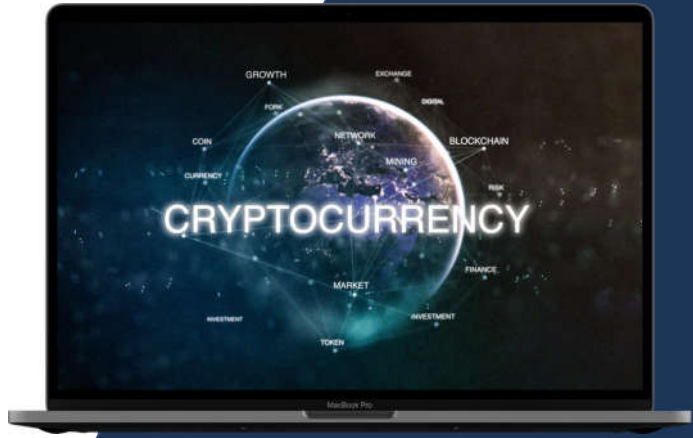 GROWTH
EXCHANGE
FORK
DIGITAL
COIN
NETWORK
BLOCKCHAIN
MINING
CURRENCY
RISK
CRYPTOCURRENCY
FINANCE
MARKET
INVESTMENT
INVESTMENT
TOKEN
MacBook Pro